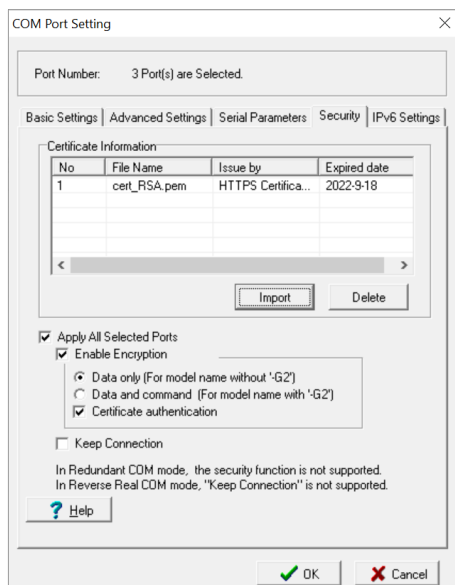 COM Port Setting
Port Number: 3 Port(s) are Selected.
Basic Settings Advanced Settings Serial Parameters Security IPv6 Settings
Certificate Information
No File Name Issue by Expired date
1 cert_RSA.pem HTTPS Certifica... 2022-9-18
Import Delete
Apply All Selected Ports
Enable Encryption
Data only (For model name without '-G2')
Data and command (For model name with '-G2')
Certificate authentication
Keep Connection
In Redundant COM mode, the security function is not supported.
In Reverse Real COM mode, "Keep Connection" is not supported.
? Help
OK Cancel